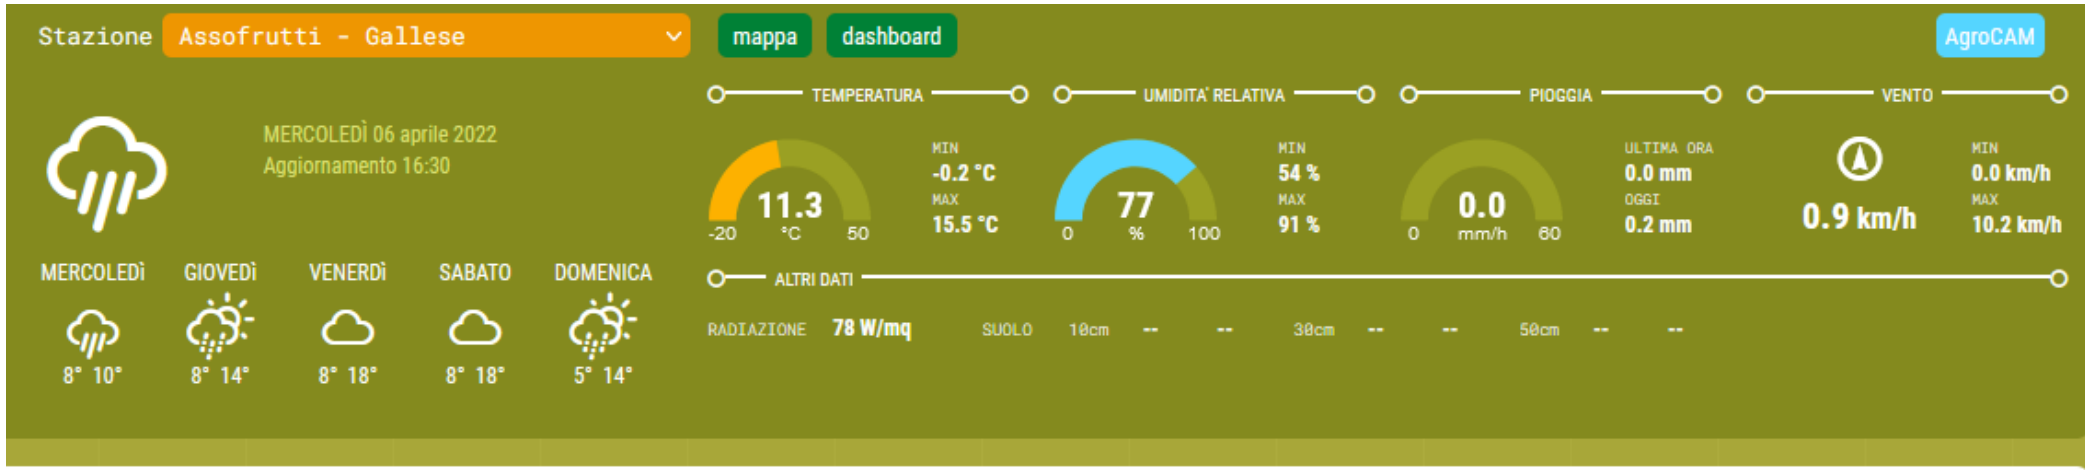 Stazione Assofrutti - Gallese mappa dashboard AgroCAM
MERCOLEDÌ 06 aprile 2022
Aggiornamento 16:30
MERCOLEDÌ GIOVEDÌ VENERDÌ SABATO DOMENICA
8° 10° 8° 14° 8° 18° 8° 18° 5° 14°
TEMPERATURA
11.3
-20 °C 50
MIN
-0.2 °C
MAX
15.5 °C
UMIDITA' RELATIVA
77
0 % 100
MIN
54 %
MAX
91 %
PIOGGIA
0.0
0 mm/h 60
ULTIMA ORA
0.0 mm
OGGI
0.2 mm
VENTO
0.9 km/h
MIN
0.0 km/h
MAX
10.2 km/h
ALTRI DATI
RADIAZIONE 78 W/mq SUOLO 10cm -- -- 30cm -- -- 50cm -- --